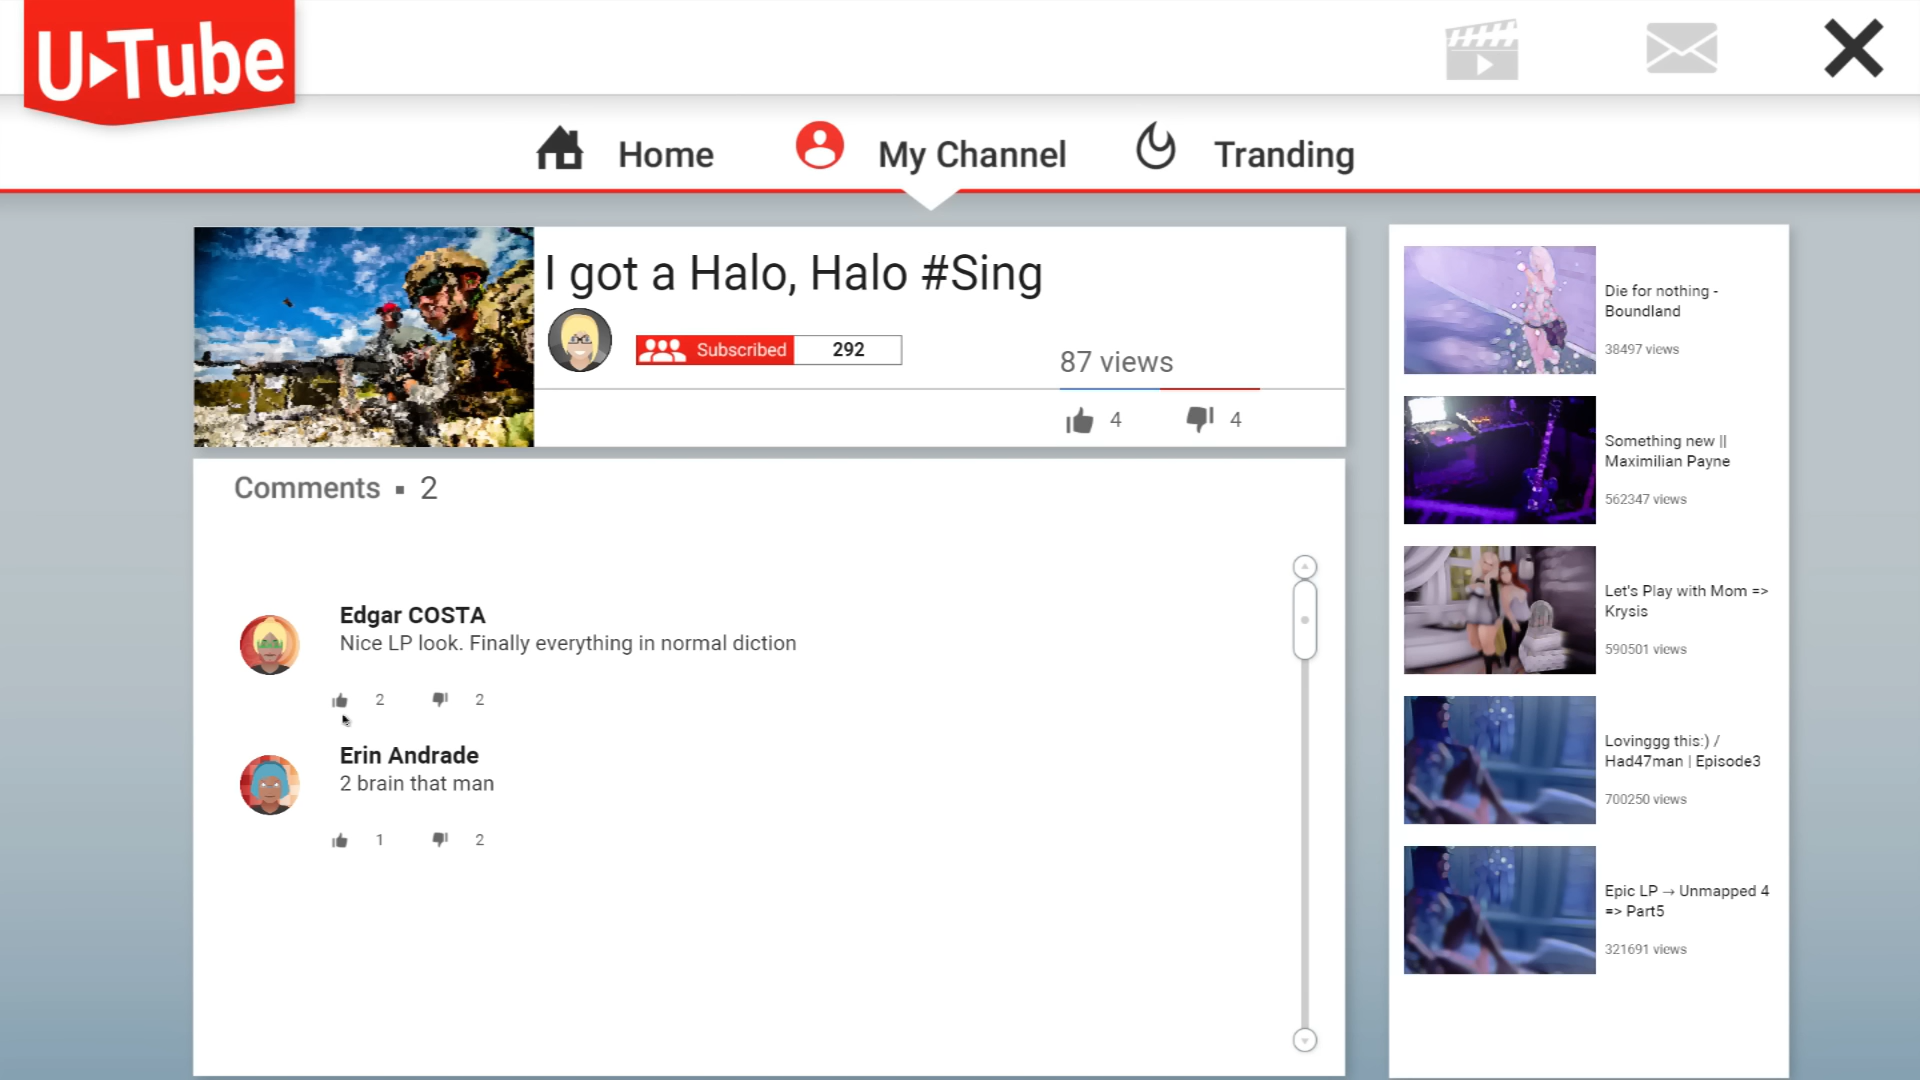 U Tube
Home
My Channel
Tranding
I got a Halo, Halo #Sing
Subscribed
292
87 views
4
4
Comments ▪ 2
Edgar COSTA
Nice LP look. Finally everything in normal diction
2
2
Erin Andrade
2 brain that man
1
2
Die for nothing -
Boundland
38497 views
Something new ||
Maximilian Payne
562347 views
Let's Play with Mom =>
Krysis
590501 views
Lovinggg this:) /
Had47man | Episode3
700250 views
Epic LP → Unmapped 4
=> Part5
321691 views